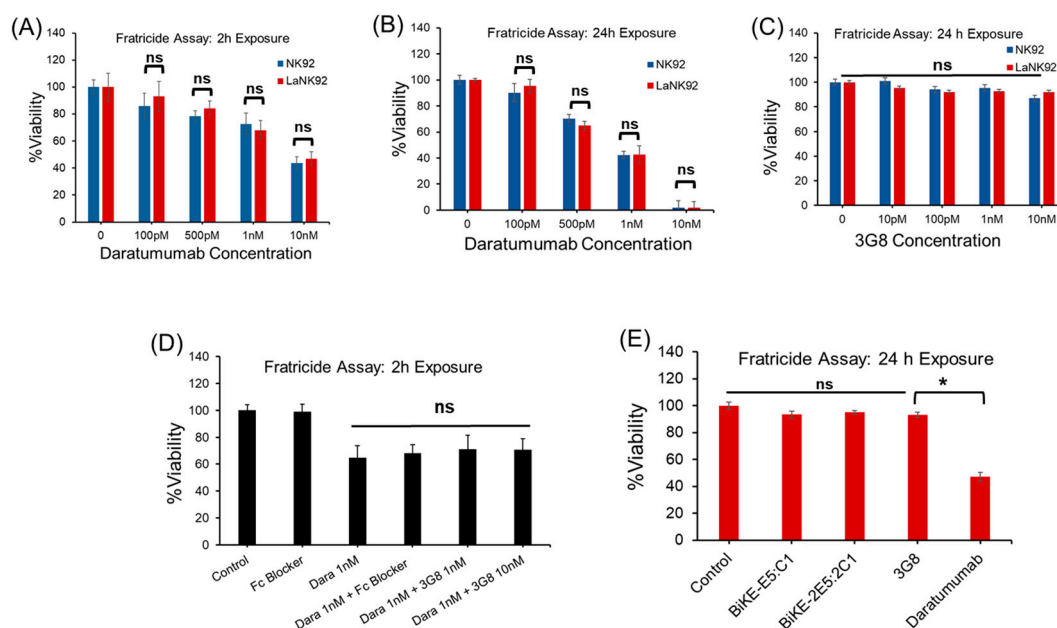 (A)
Fratricide Assay: 2h Exposure
140
120
100
80
60
40
20
0
%Viability
ns
ns
ns
ns
NK92
LaNK92
0 100pM 500pM 1nM 10nM
Daratumumab Concentration
(B)
Fratricide Assay: 24h Exposure
140
120
100
80
60
40
20
0
%Viability
ns
ns
ns
ns
NK92
LaNK92
0 100pM 500pM 1nM 10nM
Daratumumab Concentration
(C)
Fratricide Assay: 24 h Exposure
140
120
100
80
60
40
20
0
%Viability
ns
NK92
LaNK92
0 10pM 100pM 1nM 10nM
3G8 Concentration
(D)
Fratricide Assay: 2h Exposure
140
120
100
80
60
40
20
0
%Viability
ns
Control
Fc Blocker
Dara 1nM
Dara 1nM + Fc Blocker
Dara 1nM + 3G8 1nM
Dara 1nM + 3G8 10nM
(E)
Fratricide Assay: 24 h Exposure
140
120
100
80
60
40
20
0
%Viability
ns
*
Control
BiKE-E5:C1
BiKE-2E5:2C1
3G8
Daratumumab